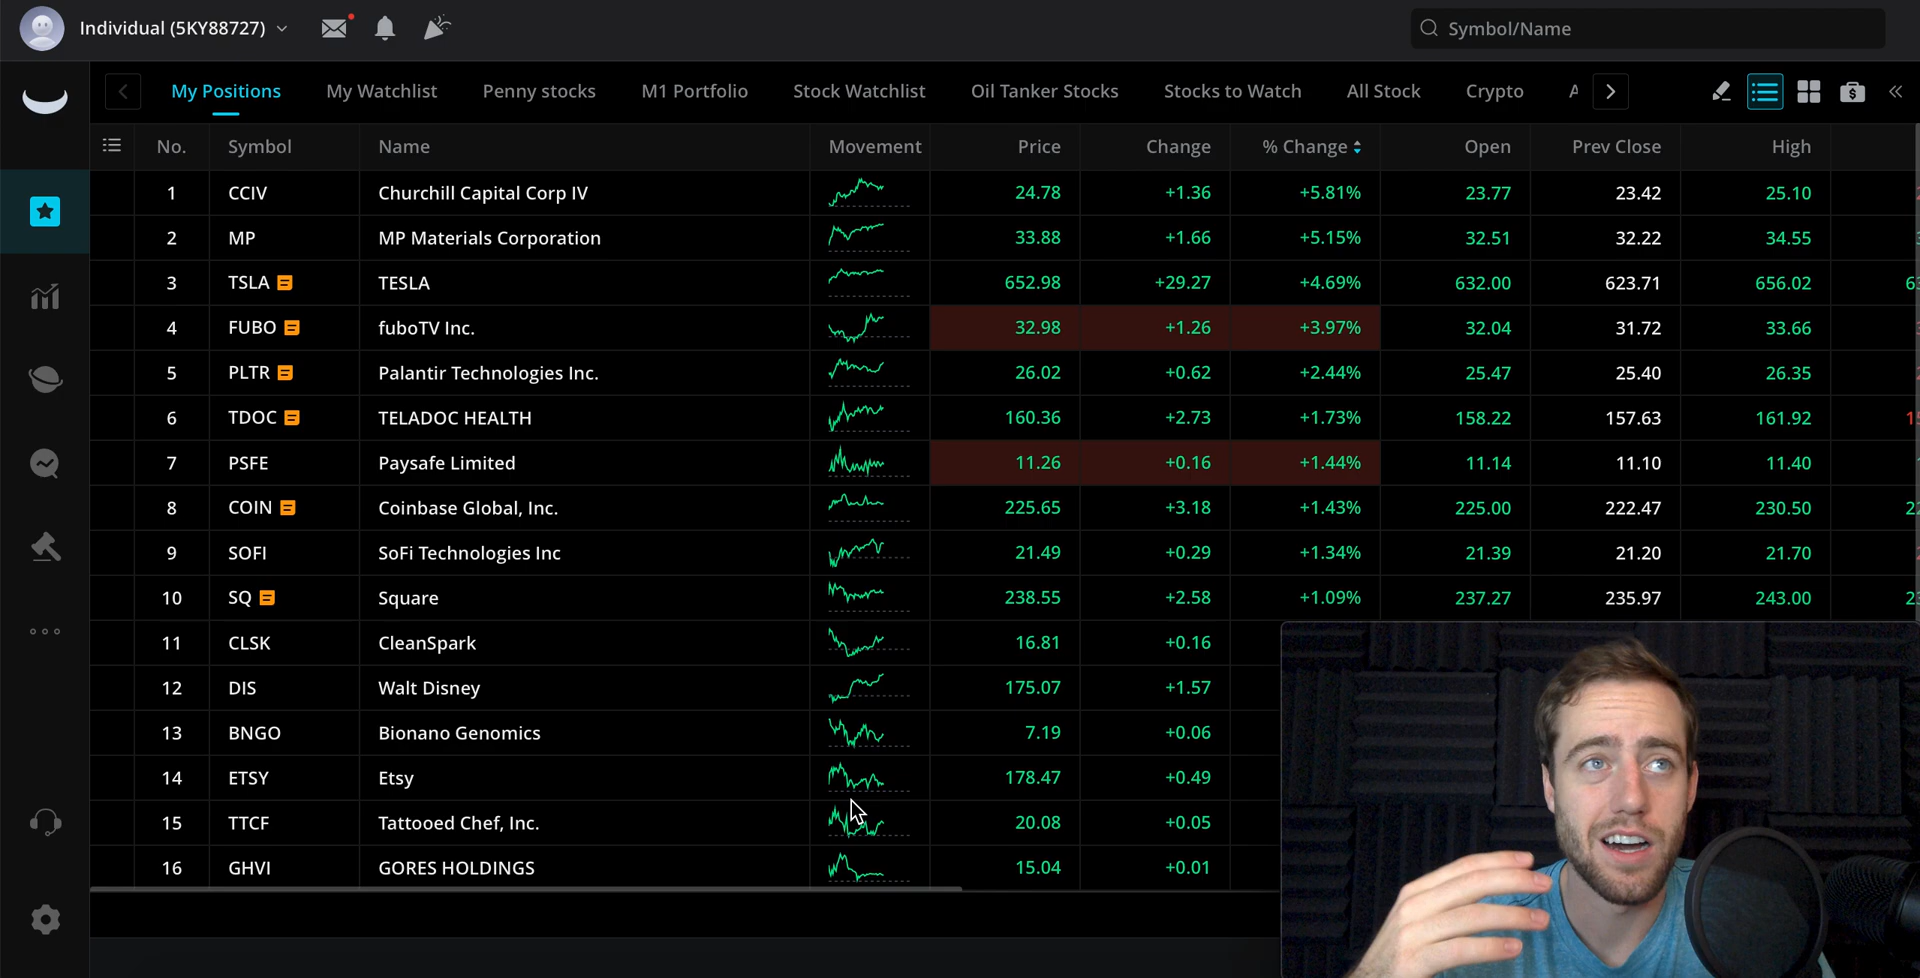 Individual (5KY88727)
Symbol/Name
My Positions My Watchlist Penny stocks M1 Portfolio Stock Watchlist Oil Tanker Stocks Stocks to Watch All Stock Crypto
No. Symbol Name Movement Price Change % Change Open Prev Close High
1 CCIV Churchill Capital Corp IV 24.78 +1.36 +5.81% 23.77 23.42 25.10
2 MP MP Materials Corporation 33.88 +1.66 +5.15% 32.51 32.22 34.55
3 TSLA TESLA 652.98 +29.27 +4.69% 632.00 623.71 656.02
4 FUBO fuboTV Inc. 32.98 +1.26 +3.97% 32.04 31.72 33.66
5 PLTR Palantir Technologies Inc. 26.02 +0.62 +2.44% 25.47 25.40 26.35
6 TDOC TELADOC HEALTH 160.36 +2.73 +1.73% 158.22 157.63 161.92
7 PSFE Paysafe Limited 11.26 +0.16 +1.44% 11.14 11.10 11.40
8 COIN Coinbase Global, Inc. 225.65 +3.18 +1.43% 225.00 222.47 230.50
9 SOFI SoFi Technologies Inc 21.49 +0.29 +1.34% 21.39 21.20 21.70
10 SQ Square 238.55 +2.58 +1.09% 237.27 235.97 243.00
11 CLSK CleanSpark 16.81 +0.16
12 DIS Walt Disney 175.07 +1.57
13 BNGO Bionano Genomics 7.19 +0.06
14 ETSY Etsy 178.47 +0.49
15 TTCF Tattooed Chef, Inc. 20.08 +0.05
16 GHVI GORES HOLDINGS 15.04 +0.01